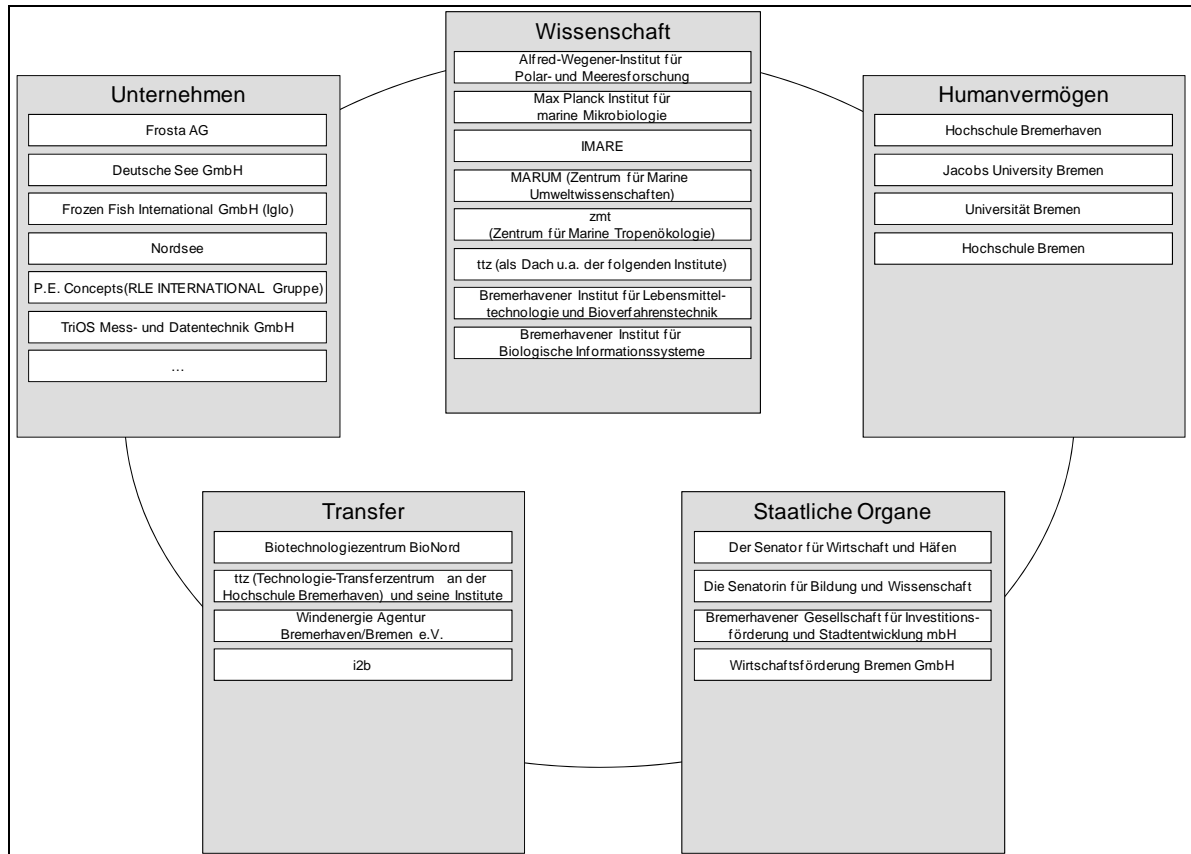 Wissenschaft
Alfred-Wegener-Institut für
Polar- und Meeresforschung
Max Planck Institut für
marine Mikrobiologie
IMARE
MARUM (Zentrum für Marine
Umweltwissenschaften)
zmt
(Zentrum für Marine Tropenökologie)
ttz (als Dach u.a. der folgenden Institute)
Bremerhavener Institut für Lebensmittel-
technologie und Bioverfahrenstechnik
Bremerhavener Institut für
Biologische Informationssysteme
Unternehmen
Frosta AG
Deutsche See GmbH
Frozen Fish International GmbH (Iglo)
Nordsee
P.E. Concepts(RLE INTERNATIONAL Gruppe)
TriOS Mess- und Datentechnik GmbH
…
Humanvermögen
Hochschule Bremerhaven
Jacobs University Bremen
Universität Bremen
Hochschule Bremen
Transfer
Biotechnologiezentrum BioNord
ttz (Technologie-Transferzentrum an der
Hochschule Bremerhaven) und seine Institute
Windenergie Agentur
Bremerhaven/Bremen e.V.
i2b
Staatliche Organe
Der Senator für Wirtschaft und Häfen
Die Senatorin für Bildung und Wissenschaft
Bremerhavener Gesellschaft für Investitions-
förderung und Stadtentwicklung mbH
Wirtschaftsförderung Bremen GmbH